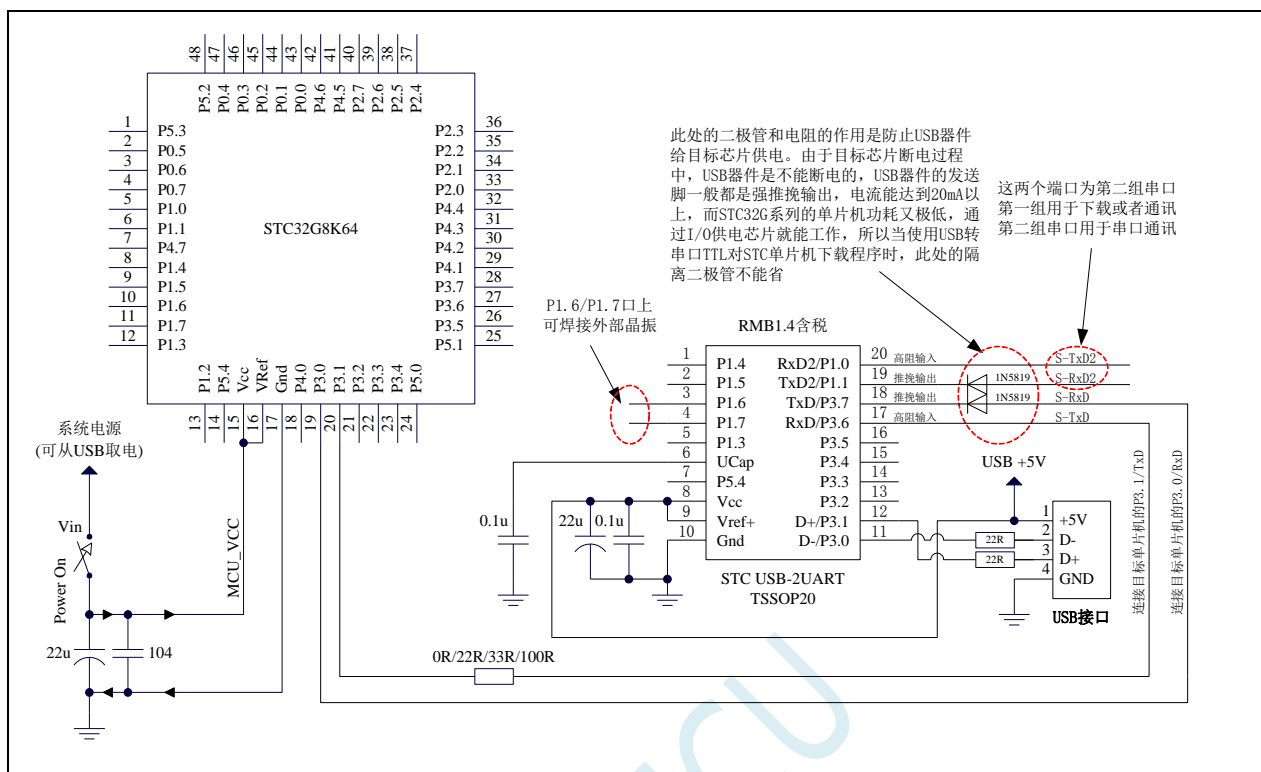 48 47 46 45 44 43 42 41 40 39 38 37
P5.2 P0.4 P0.3 P0.2 P0.1 P0.0 P4.6 P4.5 P2.7 P2.6 P2.5 P2.4
1 P5.3
2 P0.5
3 P0.6
4 P0.7
5 P1.0
6 P1.1
7 P4.7
8 P1.4
9 P1.5
10 P1.6
11 P1.7
12 P1.3
STC32G8K64
P2.3 36
P2.2 35
P2.1 34
P2.0 33
P4.4 32
P4.3 31
P4.2 30
P4.1 29
P3.7 28
P3.6 27
P3.5 26
P5.1 25
P1.2 P5.4 Vcc VRef Gnd P4.0 P3.0 P3.1 P3.2 P3.3 P3.4 P5.0
13 14 15 16 17 18 19 20 21 22 23 24
系统电源
(可从USB取电)
Vin
Power On
MCU_VCC
22u
104
此处的二极管和电阻的作用是防止USB器件
给目标芯片供电。由于目标芯片断电过程
中，USB器件是不能断电的，USB器件的发送
脚一般都是强推挽输出，电流能达到20mA以
上，而STC32G系列的单片机功耗又极低，通
过I/O供电芯片就能工作，所以当使用USB转
串口TTL对STC单片机下载程序时，此处的隔
离二极管不能省
这两个端口为第二组串口
第一组用于下载或者通讯
第二组串口用于串口通讯
P1.6/P1.7口上
可焊接外部晶振
RMB1.4含税
1 P1.4
2 P1.5
3 P1.6
4 P1.7
5 P1.3
6 UCap
7 P5.4
8 Vcc
9 Vref+
10 Gnd
RxD2/P1.0 20 高阻输入 S-TxD2
TxD2/P1.1 19 推挽输出 1N5819 S-RxD2
TxD/P3.7 18 推挽输出 1N5819 S-RxD
RxD/P3.6 17 高阻输入 S-TxD
P3.5 16
P3.4 15
P3.3 14
P3.2 13
D+/P3.1 12
D-/P3.0 11
STC USB-2UART
TSSOP20
0.1u
22u
0.1u
USB +5V
22R
22R
1 +5V
2 D-
3 D+
4 GND
USB接口
连接目标单片机的P3.1/TxD
连接目标单片机的P3.0/RxD
0R/22R/33R/100R
CU